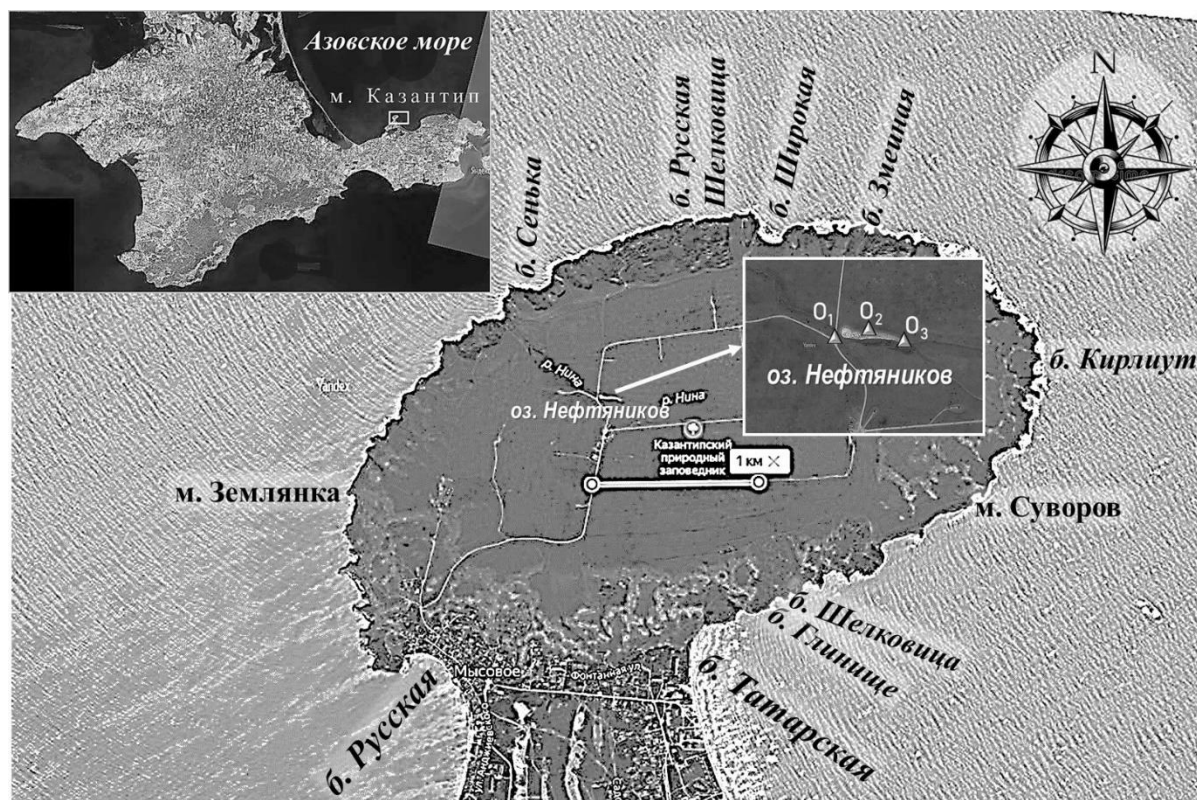 Азовское море
м. Казантип
N
б. Сенька
б. Русская
Шелковица
б. Широкая
б. Змеиная
O1
O2
O3
оз. Нефтяников
Yandex
р. Нина
оз. Нефтяников
р. Нина
б. Кирлиут
Казантипский
природный
заповедник
1 км
м. Землянка
м. Суворов
б. Шелковица
б. Глинище
б. Татарская
Мысовое
Фонтанная ул.
б. Русская